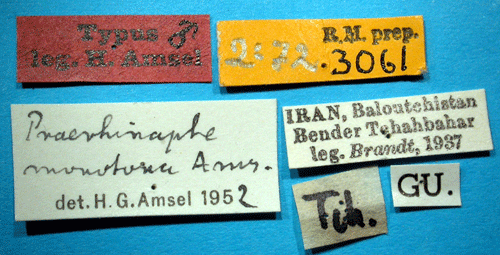 Typus ♂
leg. H. Amsel
R.M. prep.
2:72. 3061
Praerhinaphe
monotona Ams.
det. H. G. Amsel 1952
IRAN, Baloutchistan
Bender Tchahbahar
leg. Brandt, 1937
Tih.
GU.